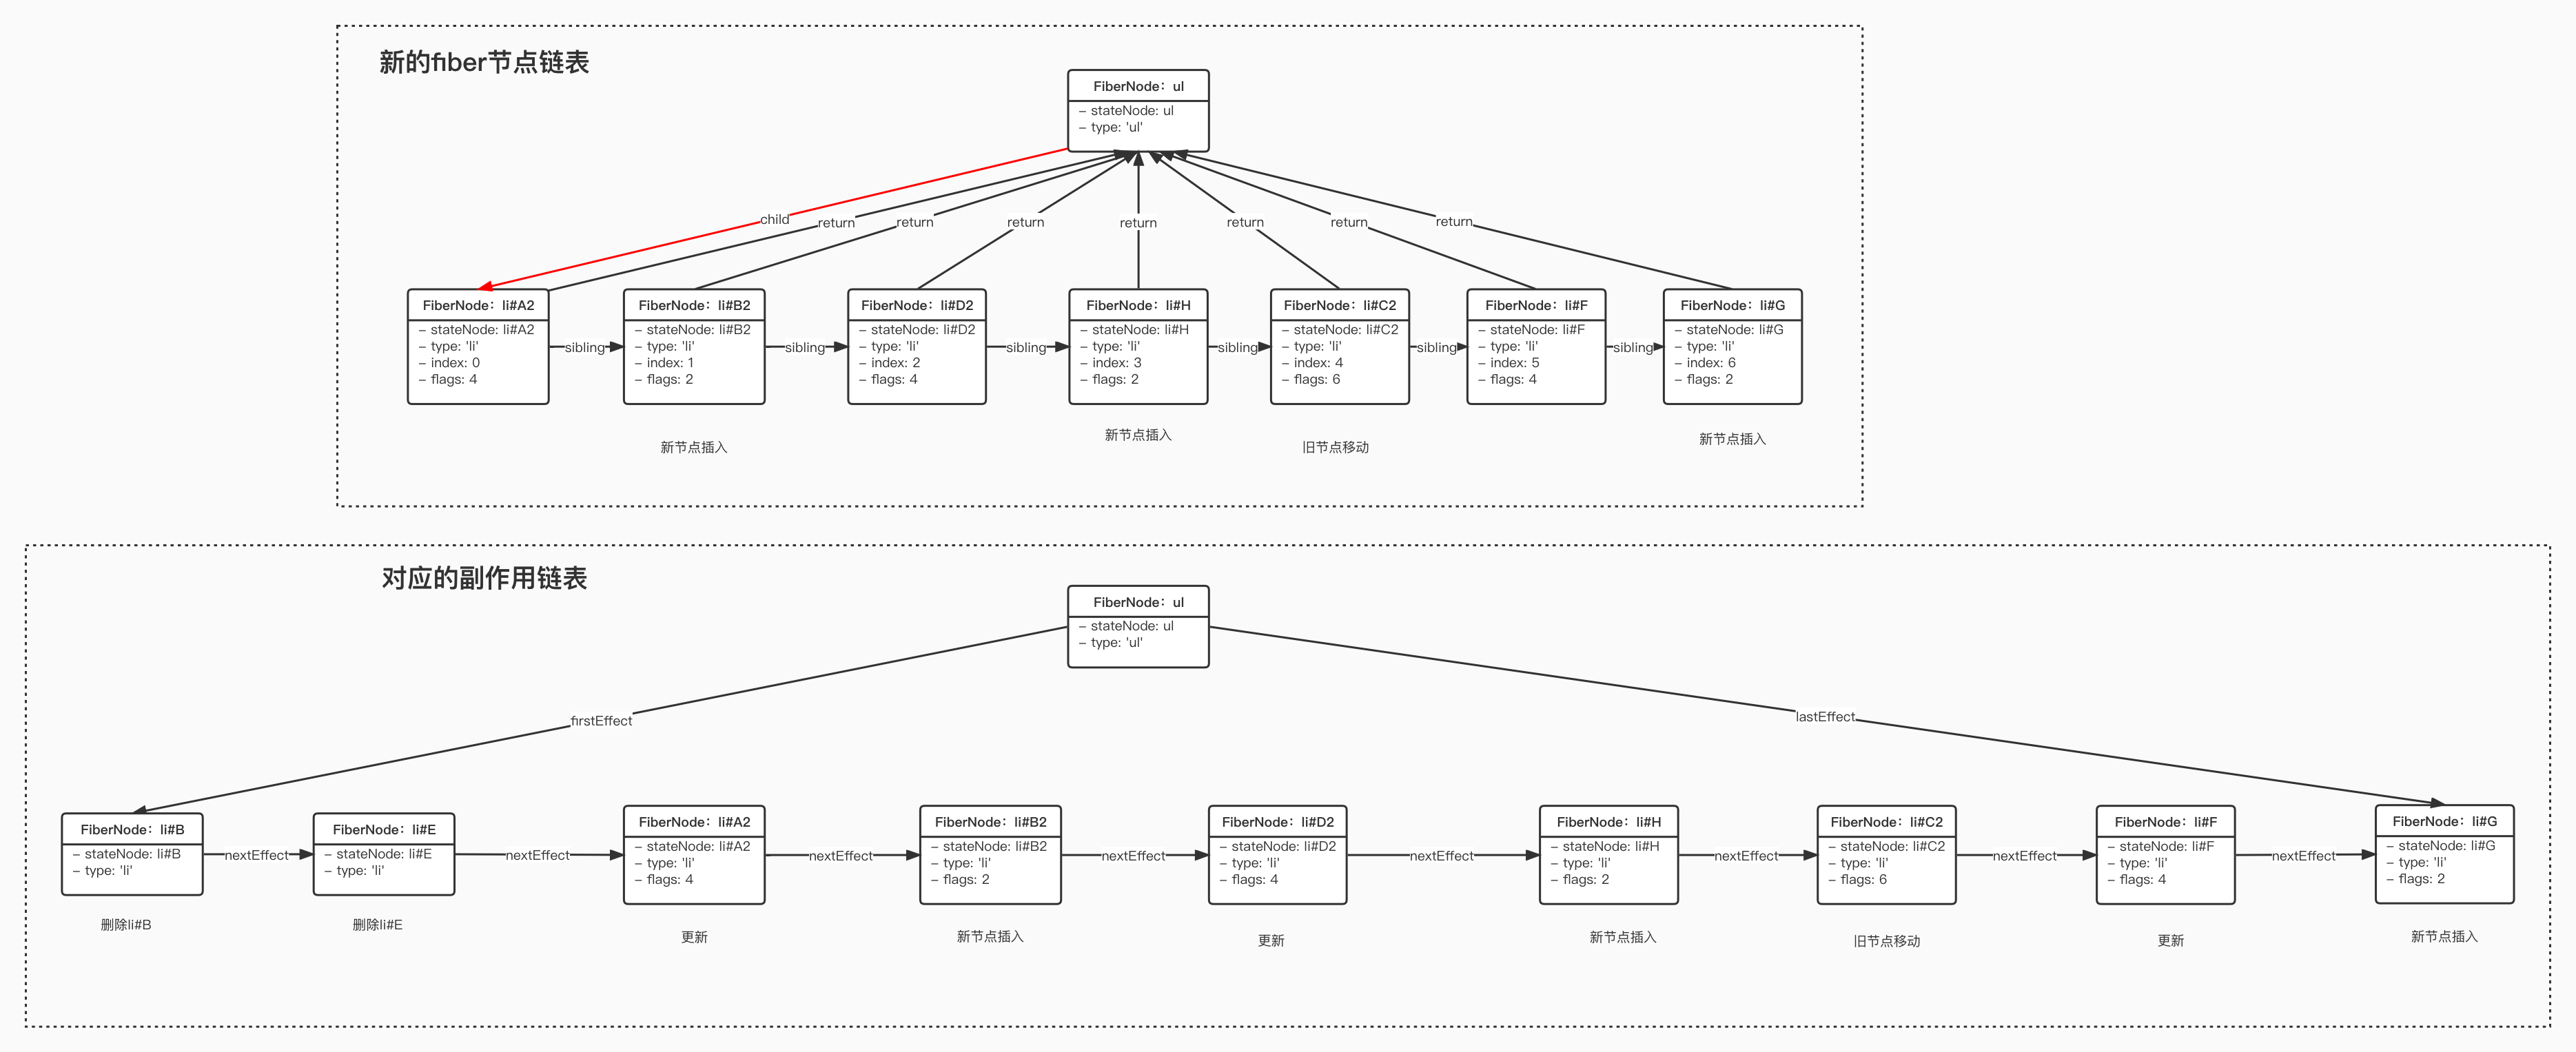 新的fiber节点链表
FiberNode：ul
– stateNode: ul
– type: 'ul'
child
return
return
return
return
return
return
return
FiberNode：li#A2
– stateNode: li#A2
– type: 'li'
– index: 0
– flags: 4
sibling
FiberNode：li#B2
– stateNode: li#B2
– type: 'li'
– index: 1
– flags: 2
sibling
FiberNode：li#D2
– stateNode: li#D2
– type: 'li'
– index: 2
– flags: 4
sibling
FiberNode：li#H
– stateNode: li#H
– type: 'li'
– index: 3
– flags: 2
sibling
FiberNode：li#C2
– stateNode: li#C2
– type: 'li'
– index: 4
– flags: 6
sibling
FiberNode：li#F
– stateNode: li#F
– type: 'li'
– index: 5
– flags: 4
sibling
FiberNode：li#G
– stateNode: li#G
– type: 'li'
– index: 6
– flags: 2
新节点插入
新节点插入
旧节点移动
新节点插入
对应的副作用链表
FiberNode：ul
– stateNode: ul
– type: 'ul'
firstEffect
lastEffect
FiberNode：li#B
– stateNode: li#B
– type: 'li'
nextEffect
FiberNode：li#E
– stateNode: li#E
– type: 'li'
nextEffect
FiberNode：li#A2
– stateNode: li#A2
– type: 'li'
– flags: 4
nextEffect
FiberNode：li#B2
– stateNode: li#B2
– type: 'li'
– flags: 2
nextEffect
FiberNode：li#D2
– stateNode: li#D2
– type: 'li'
– flags: 4
nextEffect
FiberNode：li#H
– stateNode: li#H
– type: 'li'
– flags: 2
nextEffect
FiberNode：li#C2
– stateNode: li#C2
– type: 'li'
– flags: 6
nextEffect
FiberNode：li#F
– stateNode: li#F
– type: 'li'
– flags: 4
nextEffect
FiberNode：li#G
– stateNode: li#G
– type: 'li'
– flags: 2
删除li#B
删除li#E
更新
新节点插入
更新
新节点插入
旧节点移动
更新
新节点插入